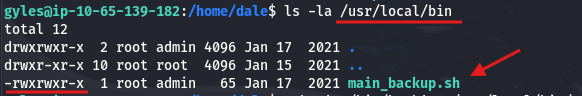 gyles@ip-10-65-139-182:/home/dale$ ls -la /usr/local/bin
total 12
drwxrwxr-x  2 root admin 4096 Jan 17  2021 .
drwxr-xr-x 10 root root  4096 Jan 15  2021 ..
-rwxrwxr-x  1 root admin   65 Jan 17  2021 main_backup.sh